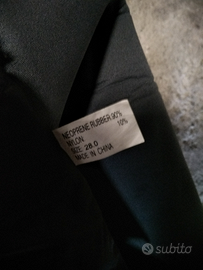 NEOPRENE RUBBER 90%
NYLON 10%
SIZE: 28.0
MADE IN CHINA
subito